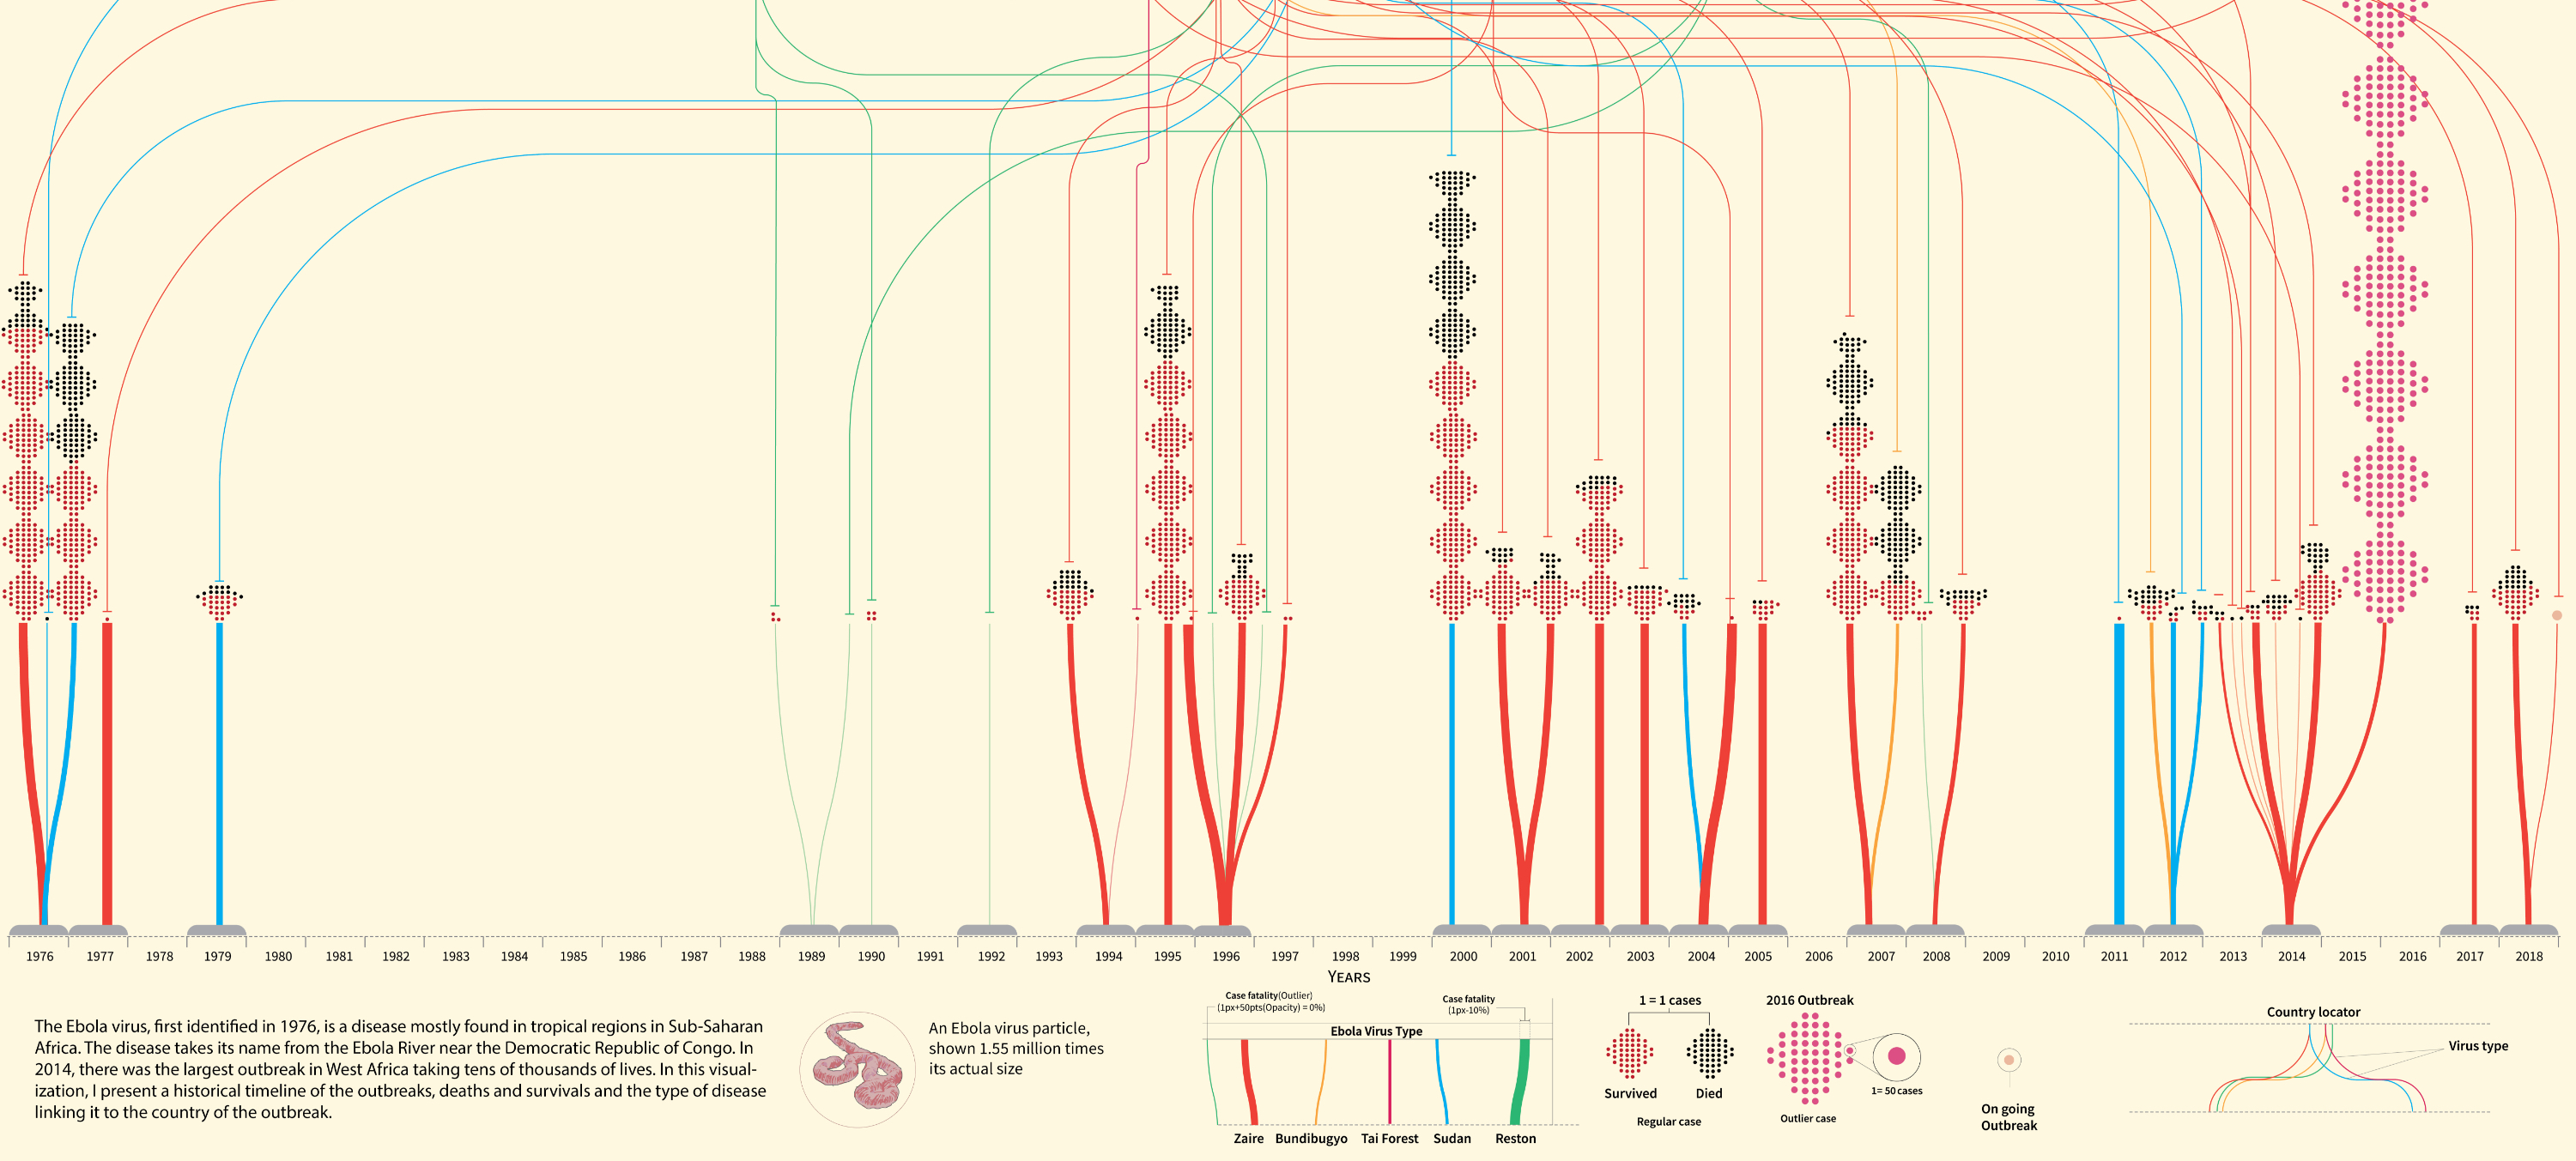 1976 1977 1978 1979 1980 1981 1982 1983 1984 1985 1986 1987 1988 1989 1990 1991 1992 1993 1994 1995 1996 1997 1998 1999 2000 2001 2002 2003 2004 2005 2006 2007 2008 2009 2010 2011 2012 2013 2014 2015 2016 2017 2018
YEARS
The Ebola virus, first identified in 1976, is a disease mostly found in tropical regions in Sub-Saharan
Africa. The disease takes its name from the Ebola River near the Democratic Republic of Congo. In
2014, there was the largest outbreak in West Africa taking tens of thousands of lives. In this visual-
ization, I present a historical timeline of the outbreaks, deaths and survivals and the type of disease
linking it to the country of the outbreak.
An Ebola virus particle,
shown 1.55 million times
its actual size
Case fatality(Outlier)
(1px+50pts(Opacity) = 0%)
Case fatality
(1px-10%)
Ebola Virus Type
Zaire Bundibugyo Tai Forest Sudan Reston
1 = 1 cases
Survived Died
Regular case
2016 Outbreak
1= 50 cases
Outlier case
On going
Outbreak
Country locator
Virus type